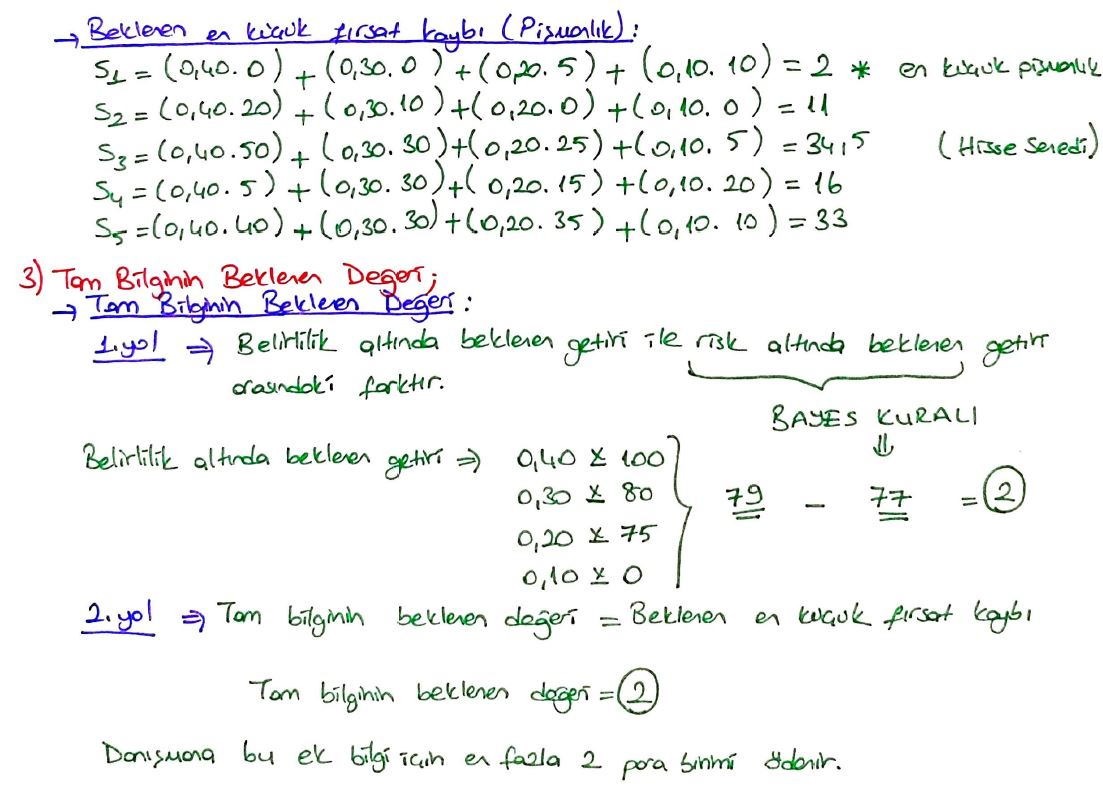 → Beklenen en küçük fırsat kaybı (Pişmanlık):
S1 = (0,40. 0) + (0,30. 0) + (0,20. 5) + (0,10. 10) = 2 * en küçük pişmanlık
S2 = (0,40. 20) + (0,30. 10) + (0,20. 0) + (0,10. 0) = 11
S3 = (0,40. 50) + (0,30. 30) + (0,20. 25) + (0,10. 5) = 34,5 (Hisse Senedi)
S4 = (0,40. 5) + (0,30. 30) + (0,20. 15) + (0,10. 20) = 16
S5 = (0,40. 40) + (0,30. 30) + (0,20. 35) + (0,10. 10) = 33
3) Tam Bilginin Beklenen Değeri;
→ Tam Bilginin Beklenen Değeri:
1.yol ⇒ Belirlilik altında beklenen getiri ile risk altında beklenen getiri
arasındaki farktır.
BAYES KURALI
⇓
Belirlilik altında beklenen getiri ⇒ 0,40 x 100
0,30 x 80
79 - 77 = 2
0,20 x 75
0,10 x 0
2.yol ⇒ Tam bilginin beklenen değeri = Beklenen en küçük fırsat kaybı
Tam bilginin beklenen değeri = 2
Danışmana bu ek bilgi için en fazla 2 para birimi ödenir.